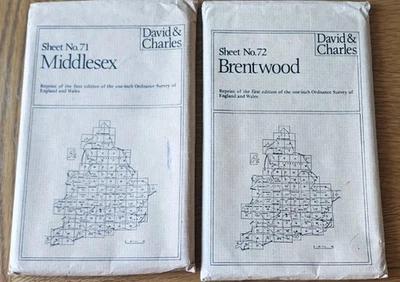 David &
Charles
Sheet No.71
Middlesex
Reprint of the first edition of the one-inch Ordnance Survey of
England and Wales
David &
Charles
Sheet No.72
Brentwood
Reprint of the first edition of the one-inch Ordnance Survey of
England and Wales